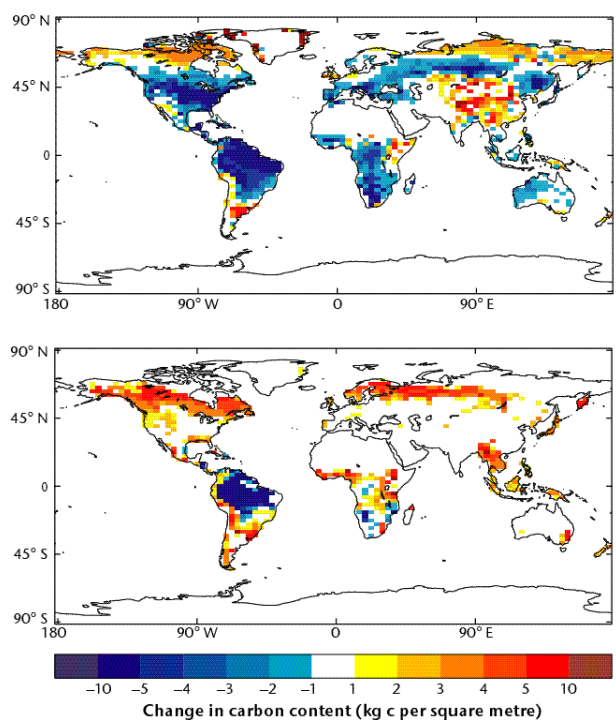 90° N
45° N
0
45° S
90° S
180 90° W 0 90° E
90° N
45° N
0
45° S
90° S
180 90° W 0 90° E
−10 −5 −3 −2 −1 1 2 3 4 5 10
Change in carbon content (kg c per square metre)